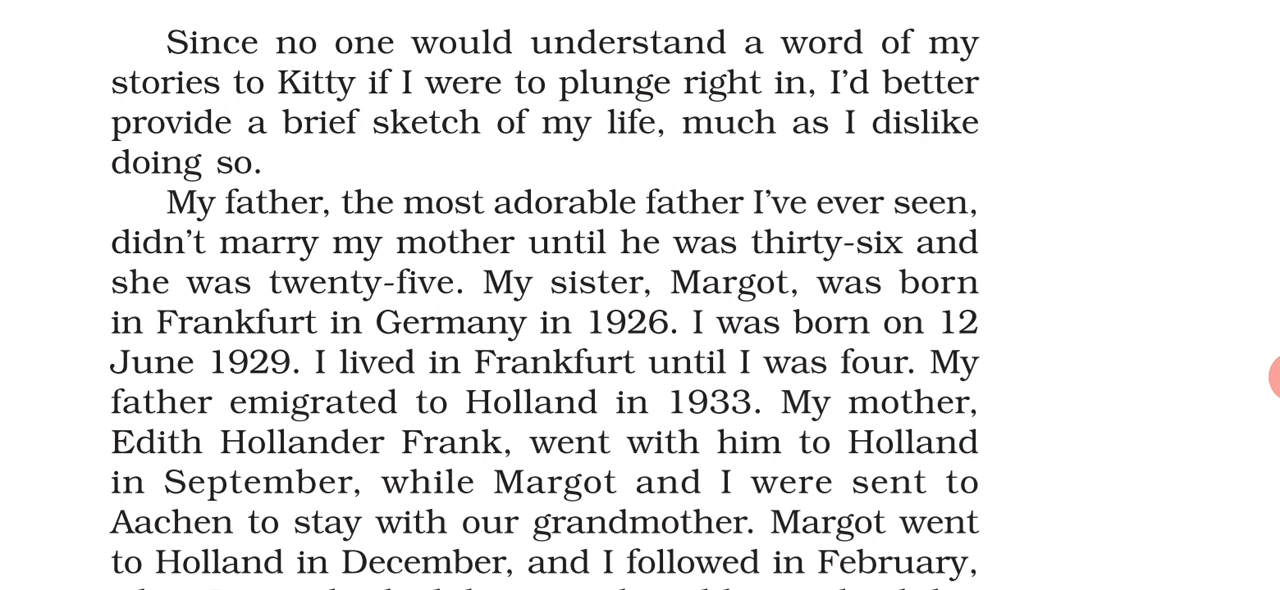 Since no one would understand a word of my
stories to Kitty if I were to plunge right in, I’d better
provide a brief sketch of my life, much as I dislike
doing so.
My father, the most adorable father I’ve ever seen,
didn’t marry my mother until he was thirty-six and
she was twenty-five. My sister, Margot, was born
in Frankfurt in Germany in 1926. I was born on 12
June 1929. I lived in Frankfurt until I was four. My
father emigrated to Holland in 1933. My mother,
Edith Hollander Frank, went with him to Holland
in September, while Margot and I were sent to
Aachen to stay with our grandmother. Margot went
to Holland in December, and I followed in February,